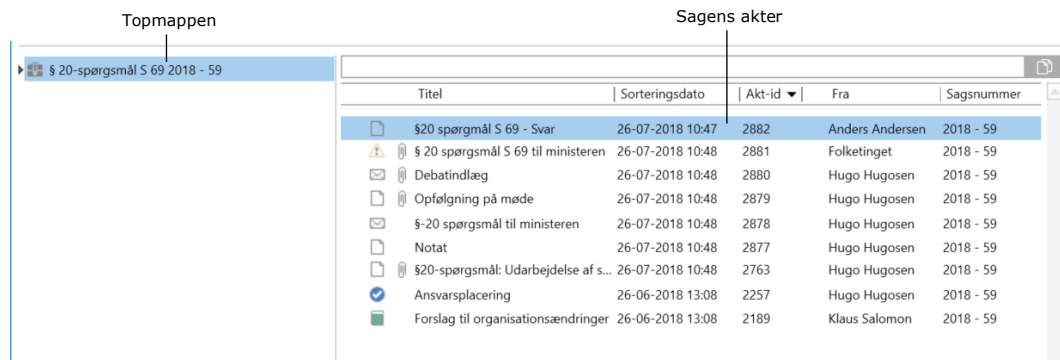 Topmappen Sagens akter
§ 20-spørgsmål S 69 2018 - 59
Titel Sorteringsdato Akt-id Fra Sagsnummer
§20 spørgmål S 69 - Svar 26-07-2018 10:47 2882 Anders Andersen 2018 - 59
§ 20 spørgsmål S 69 til ministeren 26-07-2018 10:48 2881 Folketinget 2018 - 59
Debatindlæg 26-07-2018 10:48 2880 Hugo Hugosen 2018 - 59
Opfølgning på møde 26-07-2018 10:48 2879 Hugo Hugosen 2018 - 59
§-20 spørgsmål til ministeren 26-07-2018 10:48 2878 Hugo Hugosen 2018 - 59
Notat 26-07-2018 10:48 2877 Hugo Hugosen 2018 - 59
§20-spørgsmål: Udarbejdelse af s... 26-07-2018 10:48 2763 Hugo Hugosen 2018 - 59
Ansvarsplacering 26-06-2018 13:08 2257 Hugo Hugosen 2018 - 59
Forslag til organisationsændringer 26-06-2018 13:08 2189 Klaus Salomon 2018 - 59